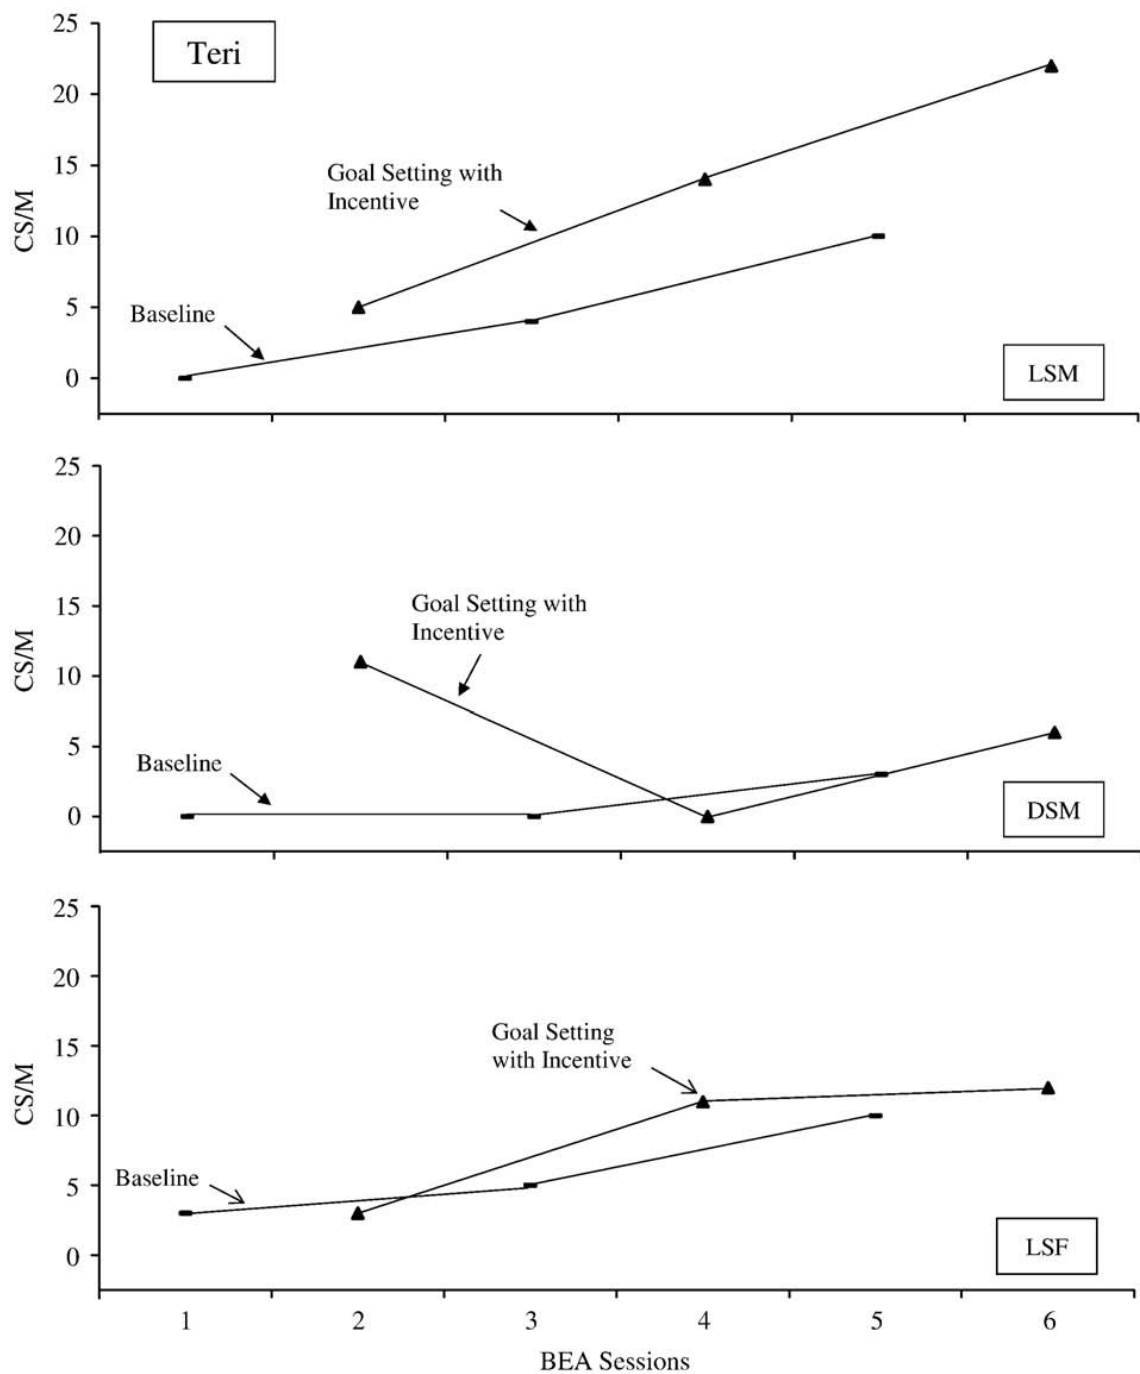 25
Teri
20
15
10
5
0
CS/M
Goal Setting with
Incentive
Baseline
LSM
25
20
15
10
5
0
CS/M
Goal Setting with
Incentive
Baseline
DSM
25
20
15
10
5
0
CS/M
Goal Setting
with Incentive
Baseline
LSF
1 2 3 4 5 6
BEA Sessions